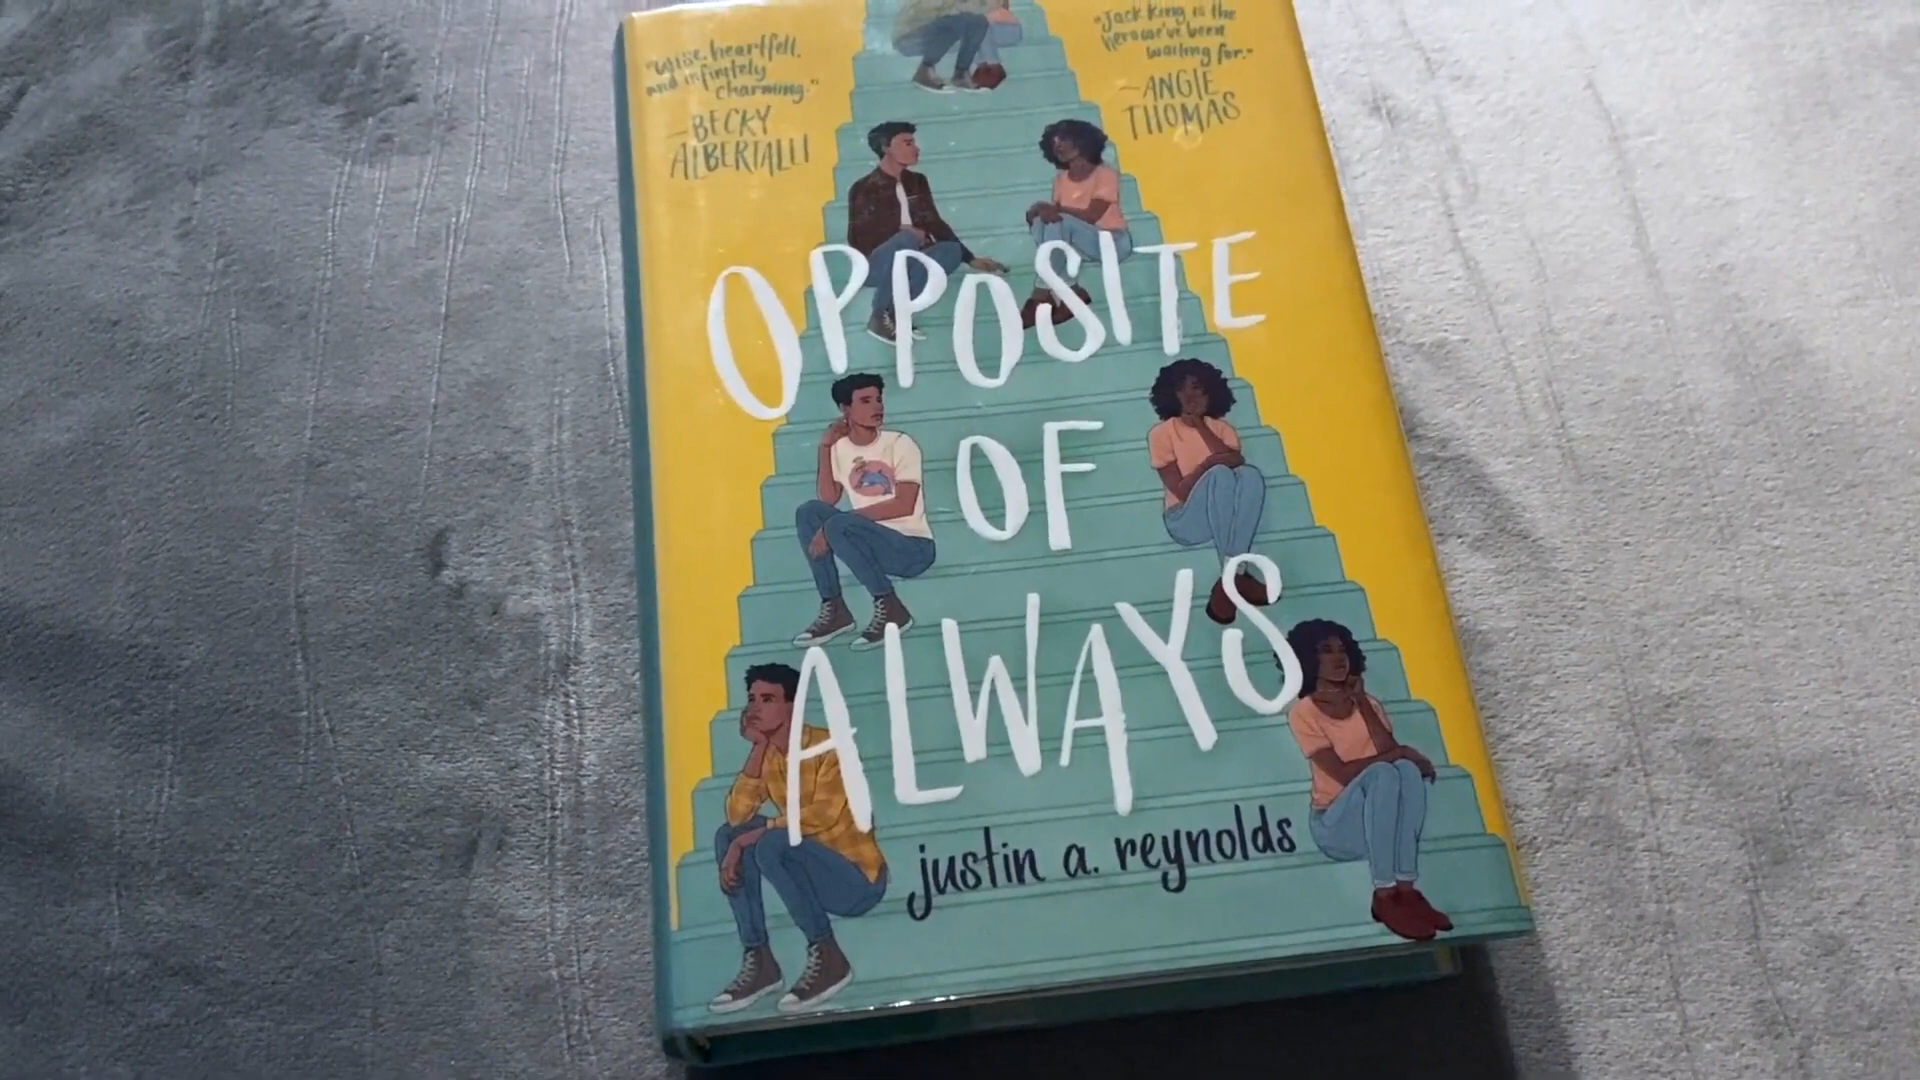 "Wise, heartfelt,
and infinitely
charming."
—BECKY
ALBERTALLI
"Jack King is the
hero we've been
waiting for."
—ANGIE
THOMAS
OPPOSITE
OF
ALWAYS
justin a. reynolds